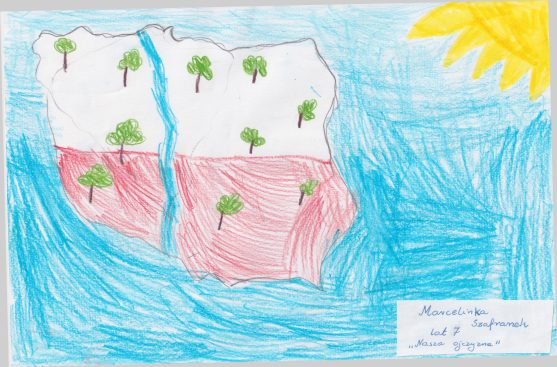 Marcelinka
Szafranek
lat 7
„Nasza ojczyzna"